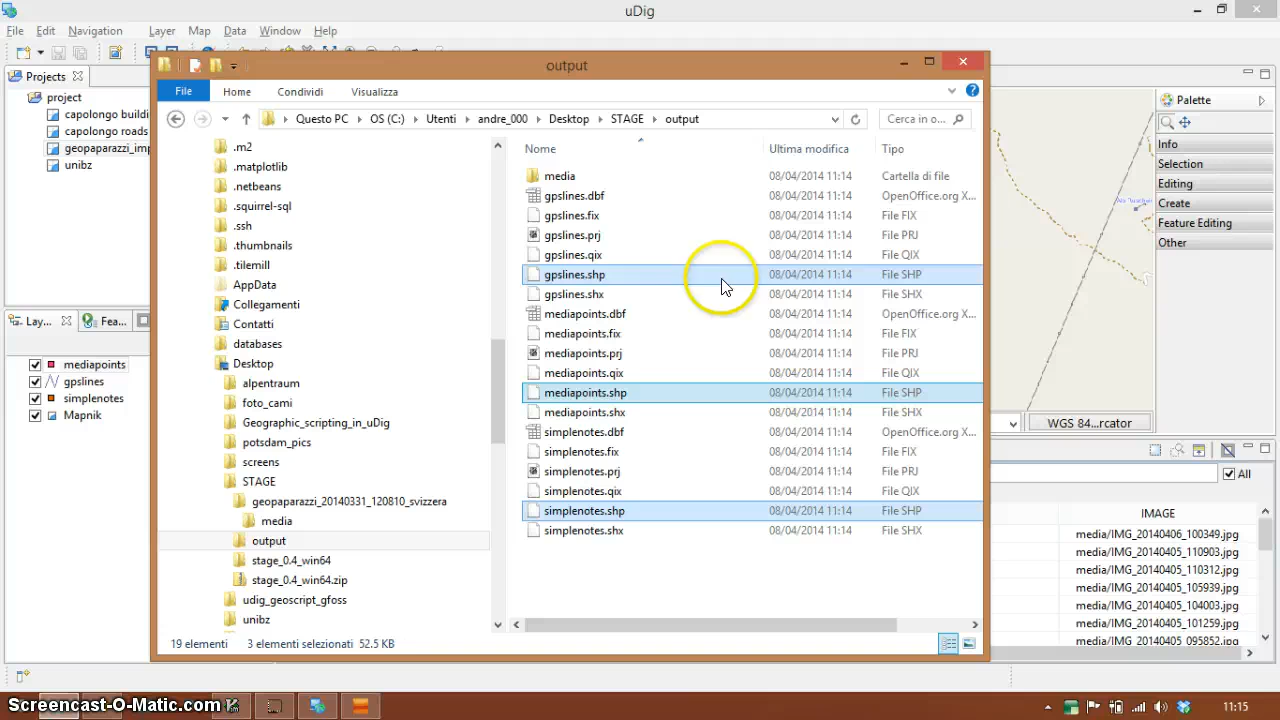 uDig
File Edit Navigation Layer Map Data Window Help
Projects
project
capolongo buildi
capolongo roads
geopaparazzi_imp
unibz
Lay...
Fea...
mediapoints
gpslines
simplenotes
Mapnik
output
File Home Condividi Visualizza
Questo PC OS (C:) Utenti andre_000 Desktop STAGE output
Cerca in o...
.m2
.matplotlib
.netbeans
.squirrel-sql
.ssh
.thumbnails
.tilemill
AppData
Collegamenti
Contatti
databases
Desktop
alpentraum
foto_cami
Geographic_scripting_in_uDig
potsdam_pics
screens
STAGE
geopaparazzi_20140331_120810_svizzera
media
output
stage_0.4_win64
stage_0.4_win64.zip
udig_geoscript_gfoss
unibz
Nome Ultima modifica Tipo
media 08/04/2014 11:14 Cartella di file
gpslines.dbf 08/04/2014 11:14 OpenOffice.org X...
gpslines.fix 08/04/2014 11:14 File FIX
gpslines.prj 08/04/2014 11:14 File PRJ
gpslines.qix 08/04/2014 11:14 File QIX
gpslines.shp 08/04/2014 11:14 File SHP
gpslines.shx 08/04/2014 11:14 File SHX
mediapoints.dbf 08/04/2014 11:14 OpenOffice.org X...
mediapoints.fix 08/04/2014 11:14 File FIX
mediapoints.prj 08/04/2014 11:14 File PRJ
mediapoints.qix 08/04/2014 11:14 File QIX
mediapoints.shp 08/04/2014 11:14 File SHP
mediapoints.shx 08/04/2014 11:14 File SHX
simplenotes.dbf 08/04/2014 11:14 OpenOffice.org X...
simplenotes.fix 08/04/2014 11:14 File FIX
simplenotes.prj 08/04/2014 11:14 File PRJ
simplenotes.qix 08/04/2014 11:14 File QIX
simplenotes.shp 08/04/2014 11:14 File SHP
simplenotes.shx 08/04/2014 11:14 File SHX
19 elementi 3 elementi selezionati 52.5 KB
Palette
Info
Selection
Editing
Create
Feature Editing
Other
WGS 84...rcator
All
IMAGE
media/IMG_20140406_100349.jpg
media/IMG_20140405_110903.jpg
media/IMG_20140405_110312.jpg
media/IMG_20140405_105939.jpg
media/IMG_20140405_104003.jpg
media/IMG_20140405_101259.jpg
media/IMG_20140405_095852.jpg
Screencast-O-Matic.com
11:15